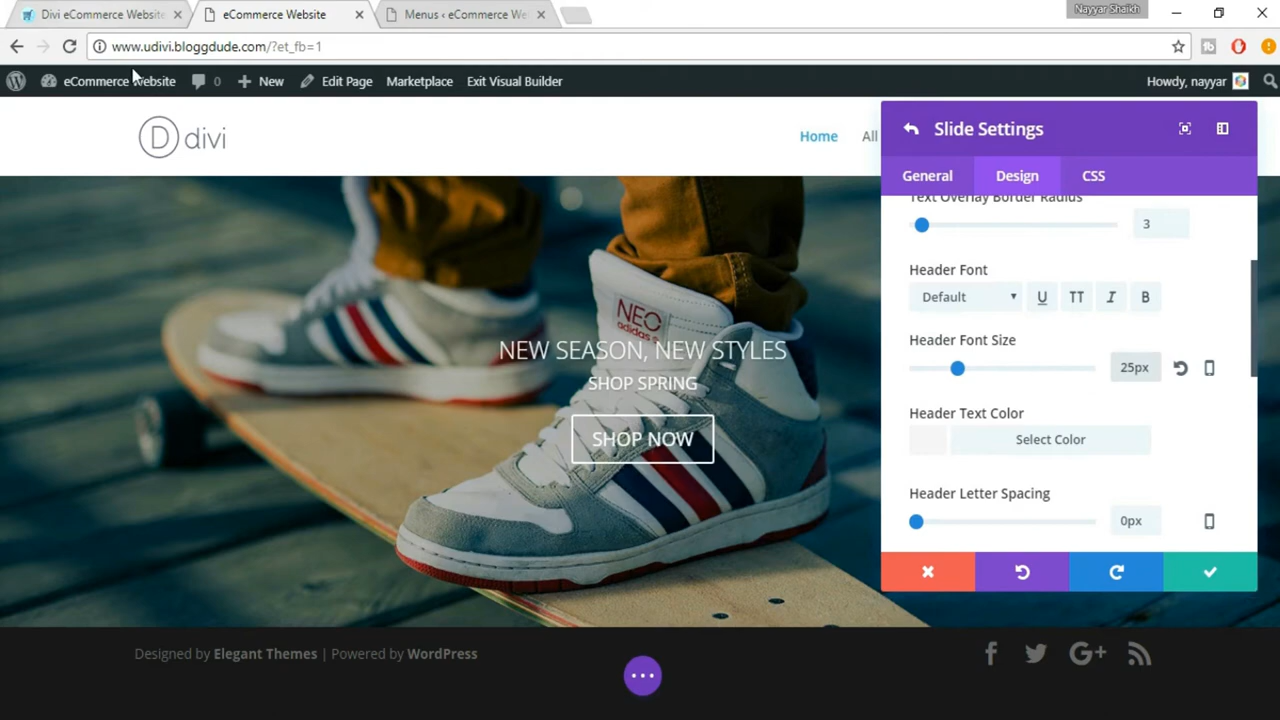 Divi eCommerce Website
eCommerce Website
Menus ‹ eCommerce We
Nayyar Shaikh
www.udivi.bloggdude.com/?et_fb=1
eCommerce Website
0
New
Edit Page
Marketplace
Exit Visual Builder
Howdy, nayyar
D divi
Home
All
Slide Settings
General
Design
CSS
Text Overlay Border Radius
3
Header Font
Default
U
TT
I
B
Header Font Size
25px
Header Text Color
Select Color
Header Letter Spacing
0px
NEO
adidas
NEW SEASON, NEW STYLES
SHOP SPRING
SHOP NOW
Designed by Elegant Themes | Powered by WordPress